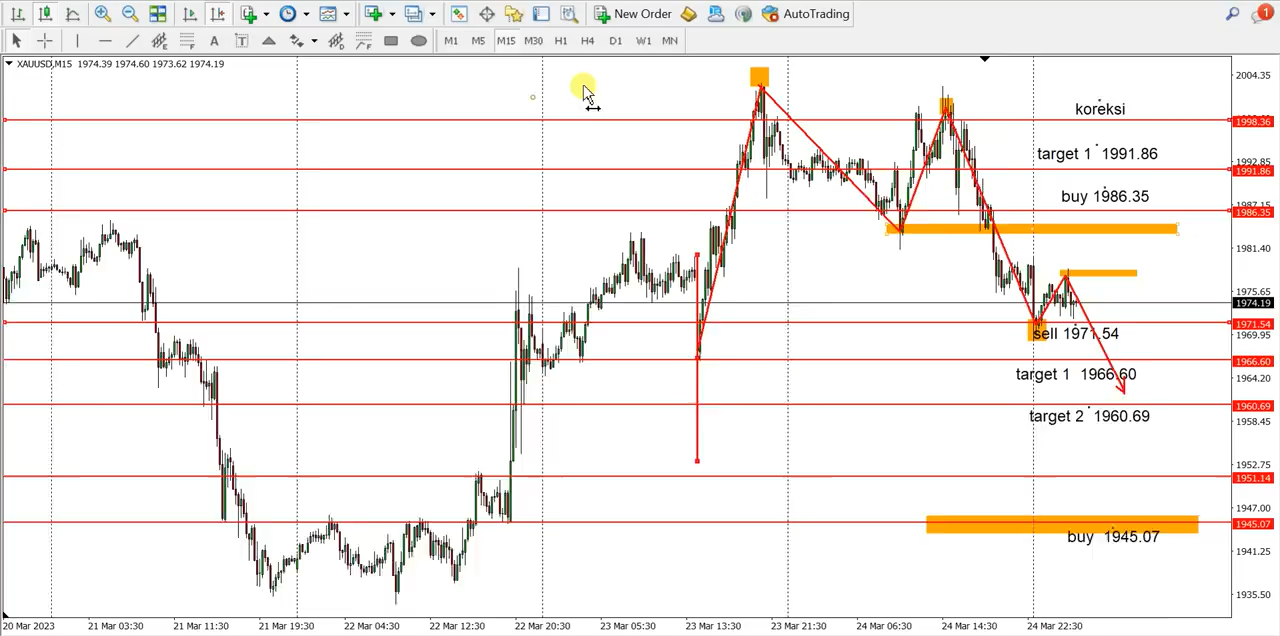 New Order
AutoTrading
1
A
T
E
F
E
F
M1 M5 M15 M30 H1 H4 D1 W1 MN
XAUUSD,M15 1974.39 1974.60 1973.62 1974.19
2004.35
koreksi
1998.36
target 1 1991.86
1992.85
1991.86
buy 1986.35
1987.15
1986.35
1981.40
1975.65
1974.19
sell 1971.54
1971.54
1969.95
1966.60
target 1 1966.60
1964.20
1960.69
target 2 1960.69
1958.45
1952.75
1951.14
1947.00
1945.07
buy 1945.07
1941.25
1935.50
20 Mar 2023 21 Mar 03:30 21 Mar 11:30 21 Mar 19:30 22 Mar 04:30 22 Mar 12:30 22 Mar 20:30 23 Mar 05:30 23 Mar 13:30 23 Mar 21:30 24 Mar 06:30 24 Mar 14:30 24 Mar 22:30